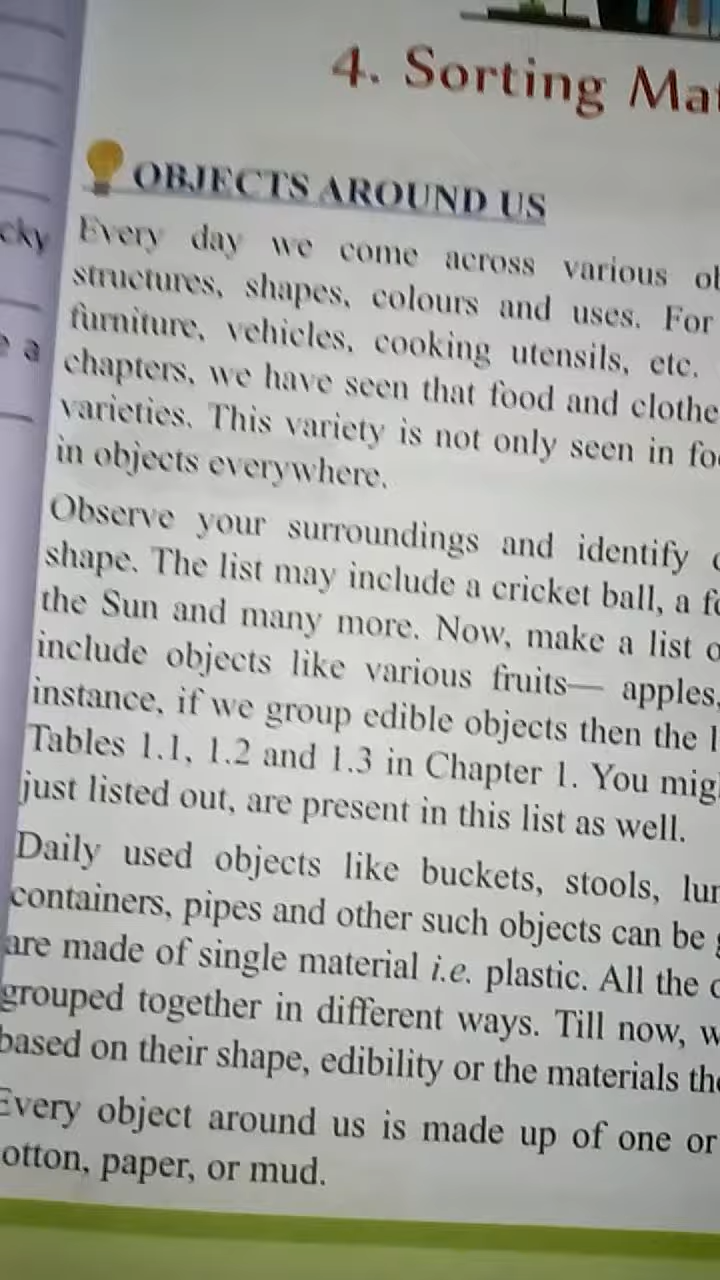 4. Sorting Mat
OBJECTS AROUND US
cky
Every day we come across various ob
structures, shapes, colours and uses. For
furniture, vehicles, cooking utensils, etc.
a
chapters, we have seen that food and clothe
varieties. This variety is not only seen in foo
in objects everywhere.
Observe your surroundings and identify
shape. The list may include a cricket ball, a fo
the Sun and many more. Now, make a list o
include objects like various fruits— apples,
instance, if we group edible objects then the l
Tables 1.1, 1.2 and 1.3 in Chapter 1. You migh
just listed out, are present in this list as well.
Daily used objects like buckets, stools, lun
containers, pipes and other such objects can be g
are made of single material i.e. plastic. All the
grouped together in different ways. Till now, w
based on their shape, edibility or the materials the
Every object around us is made up of one or
otton, paper, or mud.